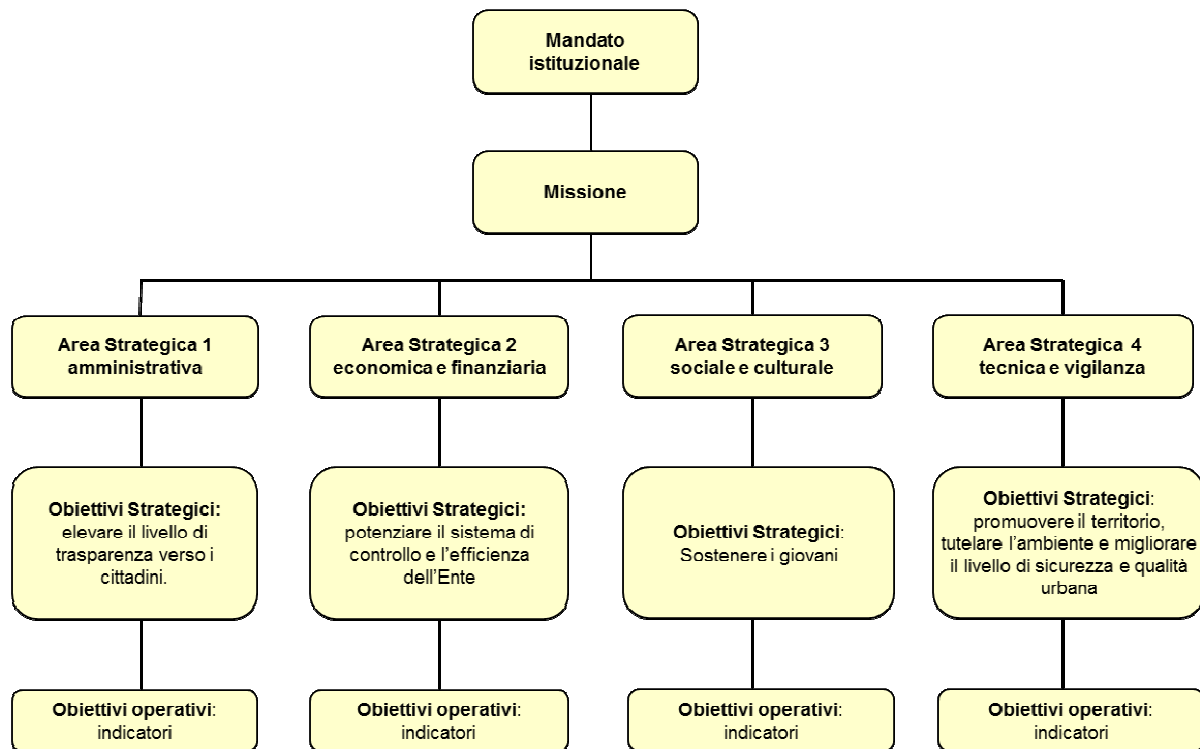 Mandato
istituzionale
Missione
Area Strategica 1
amministrativa
Area Strategica 2
economica e finanziaria
Area Strategica 3
sociale e culturale
Area Strategica 4
tecnica e vigilanza
Obiettivi Strategici:
elevare il livello di
trasparenza verso i
cittadini.
Obiettivi Strategici:
potenziare il sistema di
controllo e l'efficienza
dell'Ente
Obiettivi Strategici:
Sostenere i giovani
Obiettivi Strategici:
promuovere il territorio,
tutelare l'ambiente e migliorare
il livello di sicurezza e qualità
urbana
Obiettivi operativi:
indicatori
Obiettivi operativi:
indicatori
Obiettivi operativi:
indicatori
Obiettivi operativi:
indicatori